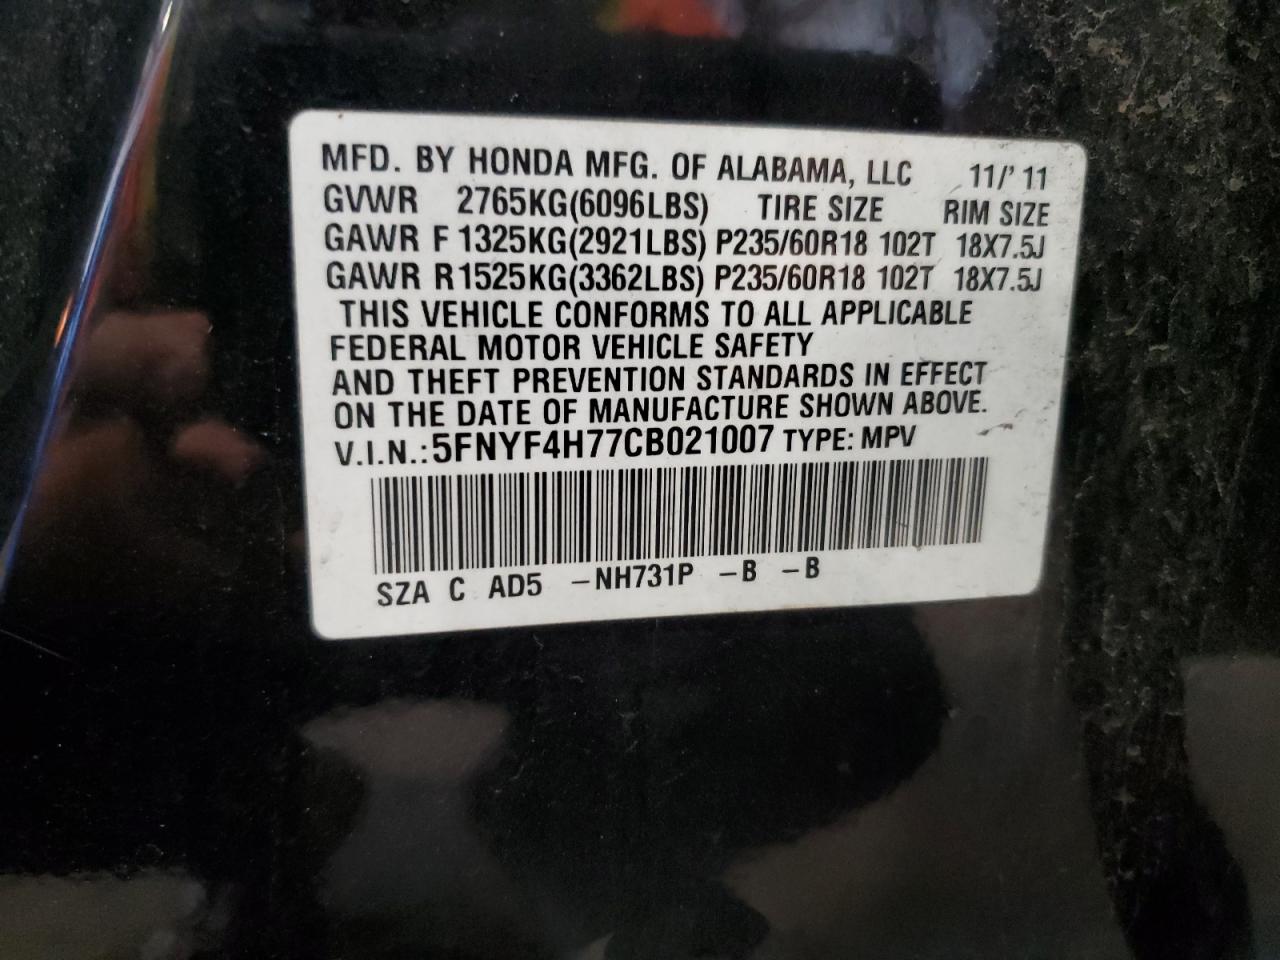 MFD. BY HONDA MFG. OF ALABAMA, LLC 11/' 11
GVWR 2765KG(6096LBS) TIRE SIZE RIM SIZE
GAWR F 1325KG(2921LBS) P235/60R18 102T 18X7.5J
GAWR R1525KG(3362LBS) P235/60R18 102T 18X7.5J
THIS VEHICLE CONFORMS TO ALL APPLICABLE
FEDERAL MOTOR VEHICLE SAFETY
AND THEFT PREVENTION STANDARDS IN EFFECT
ON THE DATE OF MANUFACTURE SHOWN ABOVE.
V.I.N.:5FNYF4H77CB021007 TYPE: MPV
SZA C AD5 -NH731P -B -B